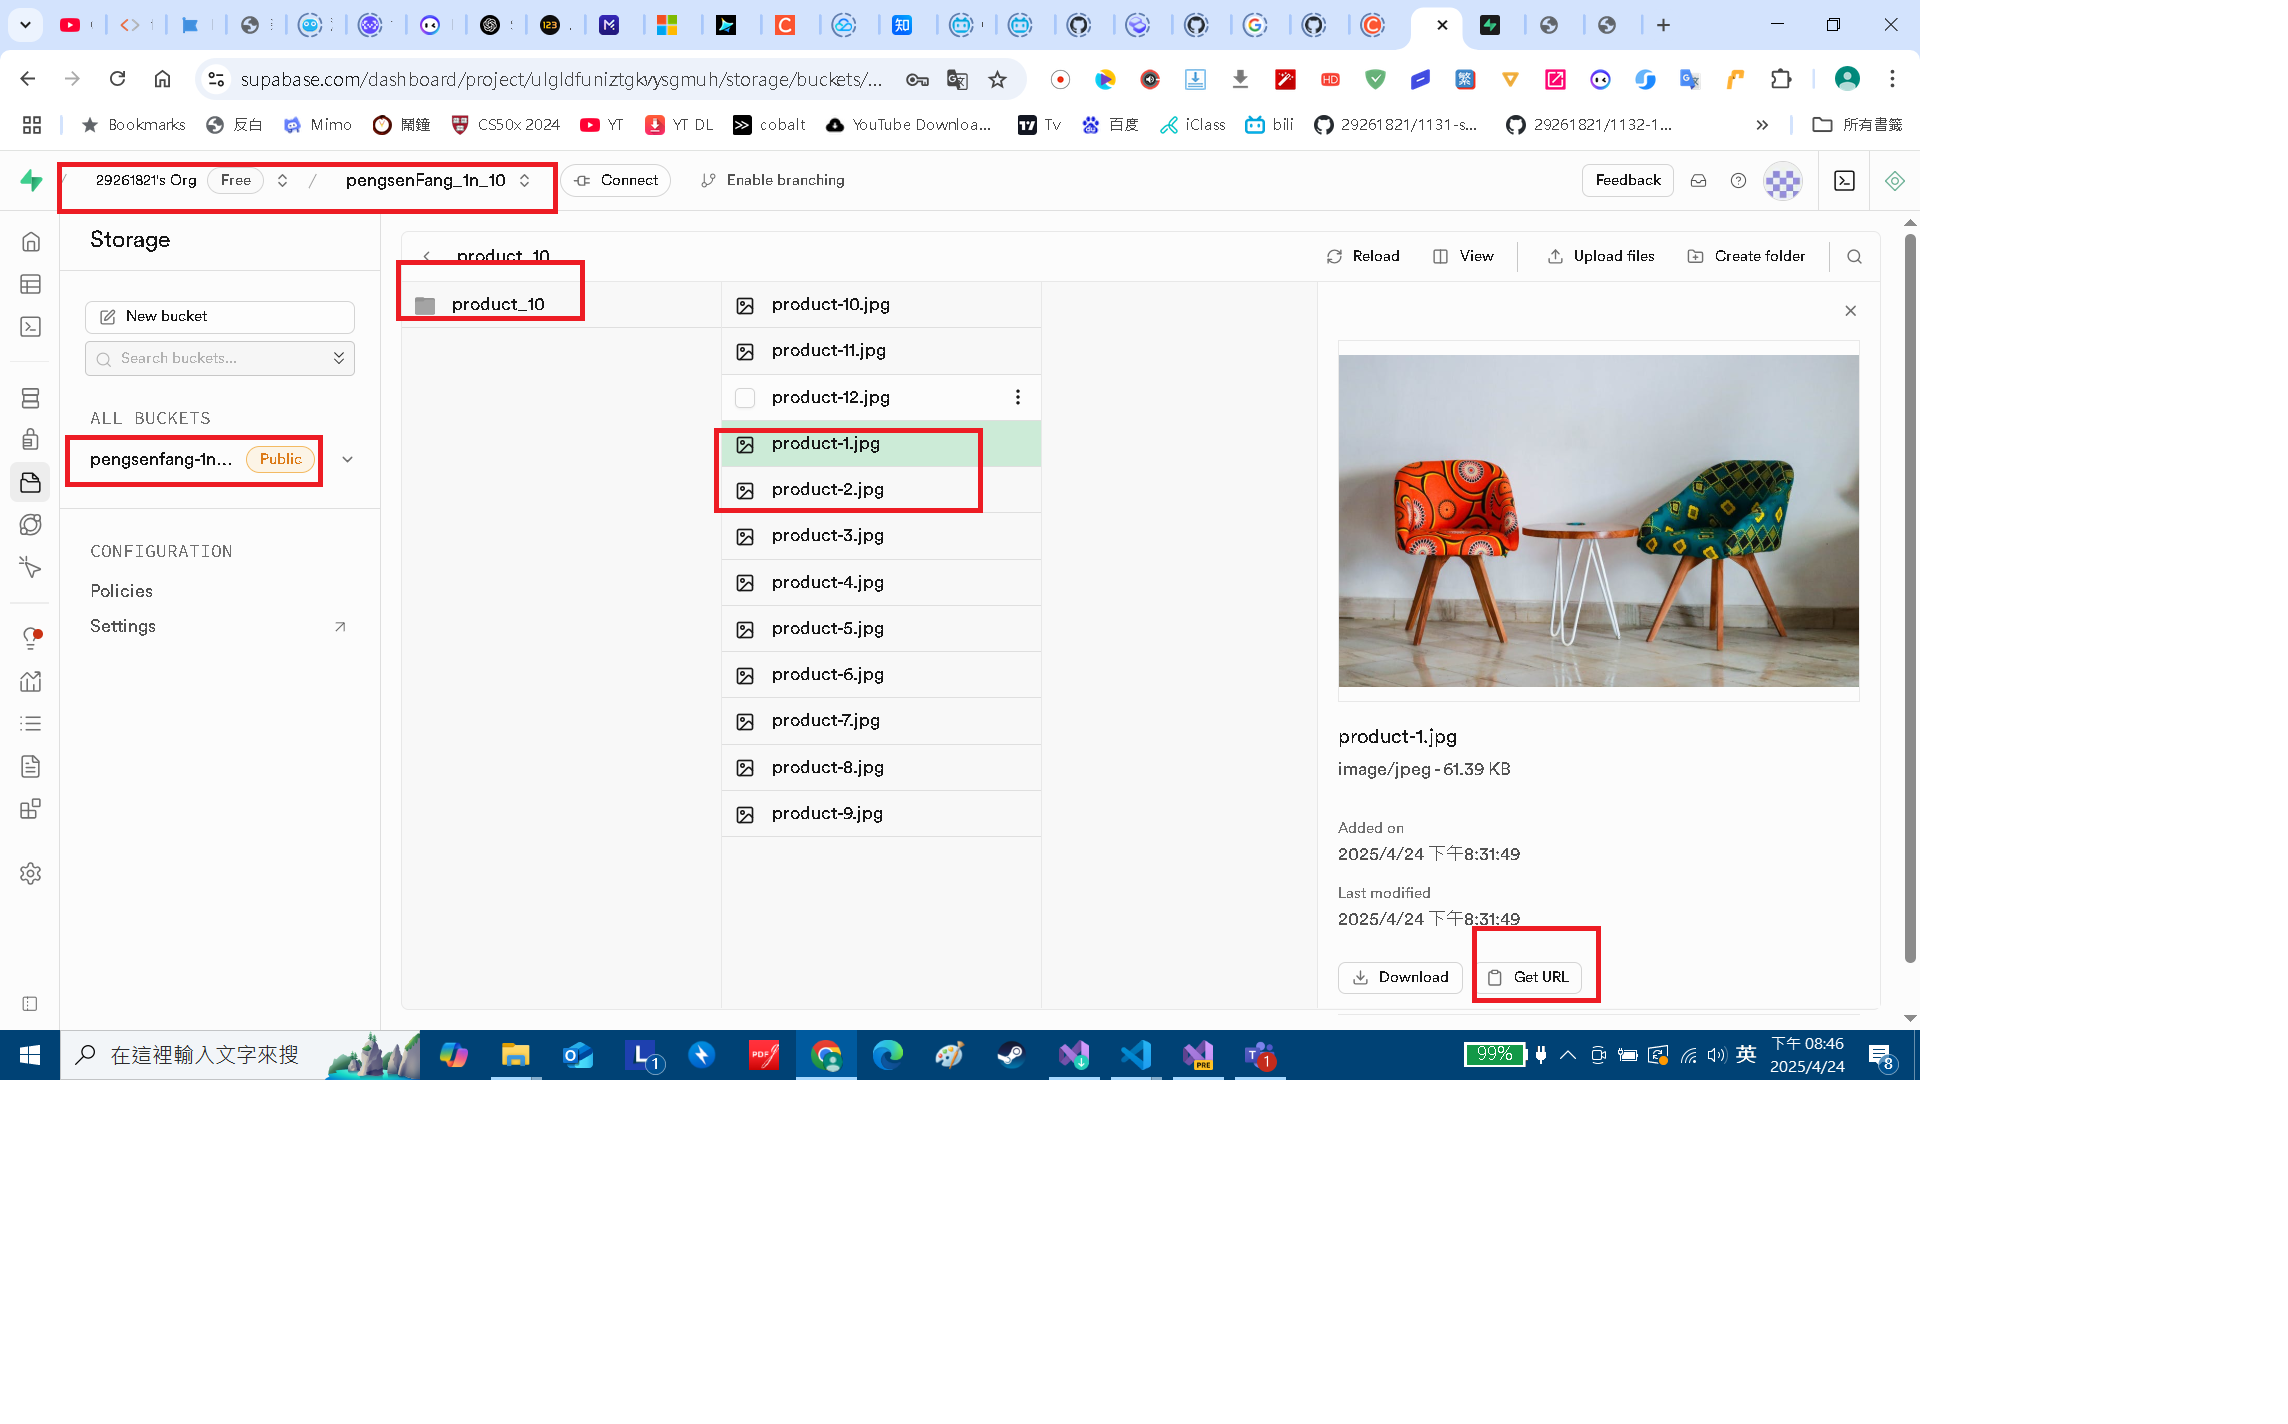 supabase.com/dashboard/project/ulgldfuniztgkvysgmuh/storage/buckets/...
Bookmarks 反白 Mimo 鬧鐘 CS50x 2024 YT YT DL cobalt YouTube Downloa... Tv 百度 iClass bili 29261821/1131-s... 29261821/1132-1... 所有書籤
/ 29261821's Org Free / pengsenFang_1n_10 Connect Enable branching Feedback
Storage
New bucket
Search buckets...
ALL BUCKETS
pengsenfang-1n... Public
CONFIGURATION
Policies
Settings
product_10 Reload View Upload files Create folder
product_10
product-10.jpg
product-11.jpg
product-12.jpg
product-1.jpg
product-2.jpg
product-3.jpg
product-4.jpg
product-5.jpg
product-6.jpg
product-7.jpg
product-8.jpg
product-9.jpg
product-1.jpg
image/jpeg - 61.39 KB
Added on
2025/4/24 下午8:31:49
Last modified
2025/4/24 下午8:31:49
Download Get URL
在這裡輸入文字來搜
99% 英 下午 08:46
2025/4/24
8